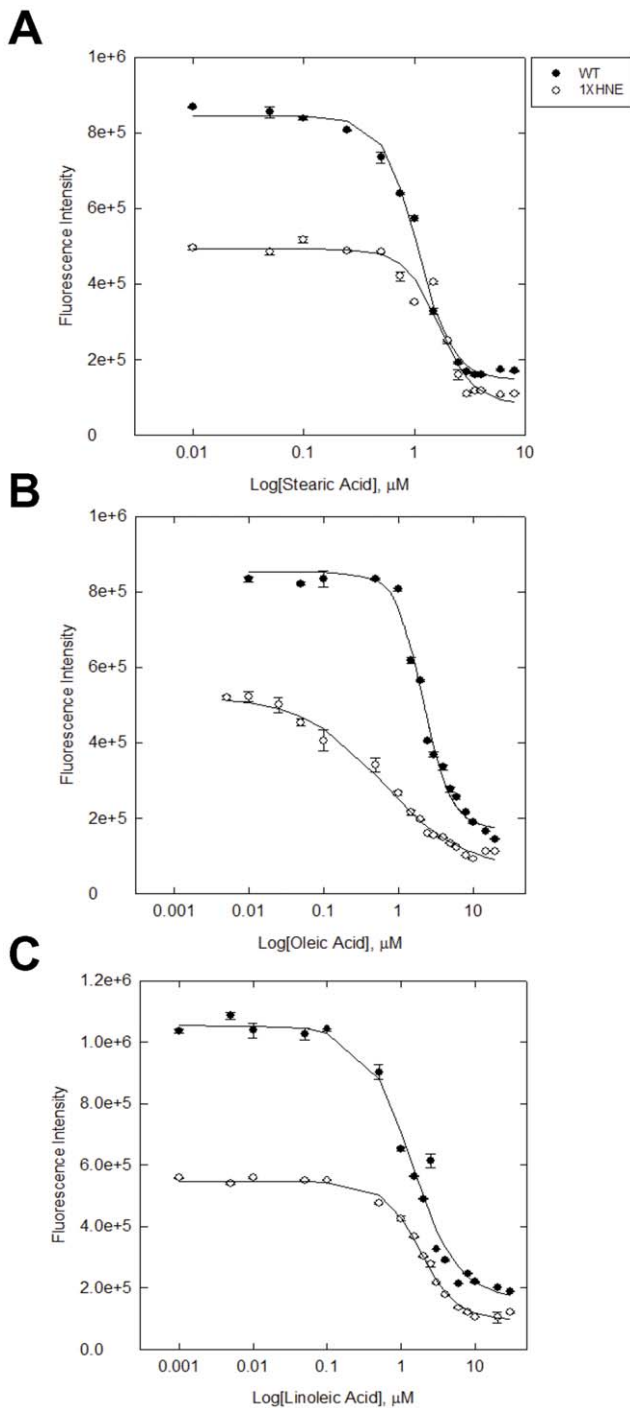 A
1e+6
8e+5
6e+5
4e+5
2e+5
0
Fluorescence Intensity
0.01 0.1 1 10
Log[Stearic Acid], μM
WT
1XHNE
B
1e+6
8e+5
6e+5
4e+5
2e+5
0
Fluorescence Intensity
0.001 0.01 0.1 1 10
Log[Oleic Acid], μM
C
1.2e+6
1.0e+6
8.0e+5
6.0e+5
4.0e+5
2.0e+5
0.0
Fluorescence Intensity
0.001 0.01 0.1 1 10
Log[Linoleic Acid], μM